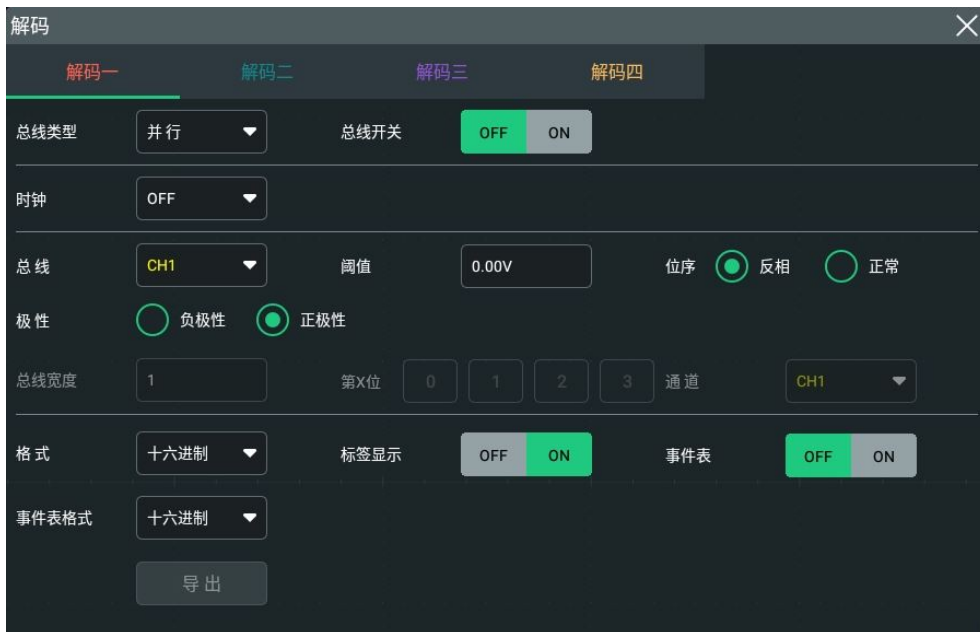 解码
解码一 解码二 解码三 解码四
总线类型 并行 总线开关 OFF ON
时钟 OFF
总线 CH1 阈值 0.00V 位序 反相 正常
极性 负极性 正极性
总线宽度 1 第X位 0 1 2 3 通道 CH1
格式 十六进制 标签显示 OFF ON 事件表 OFF ON
事件表格式 十六进制
导出